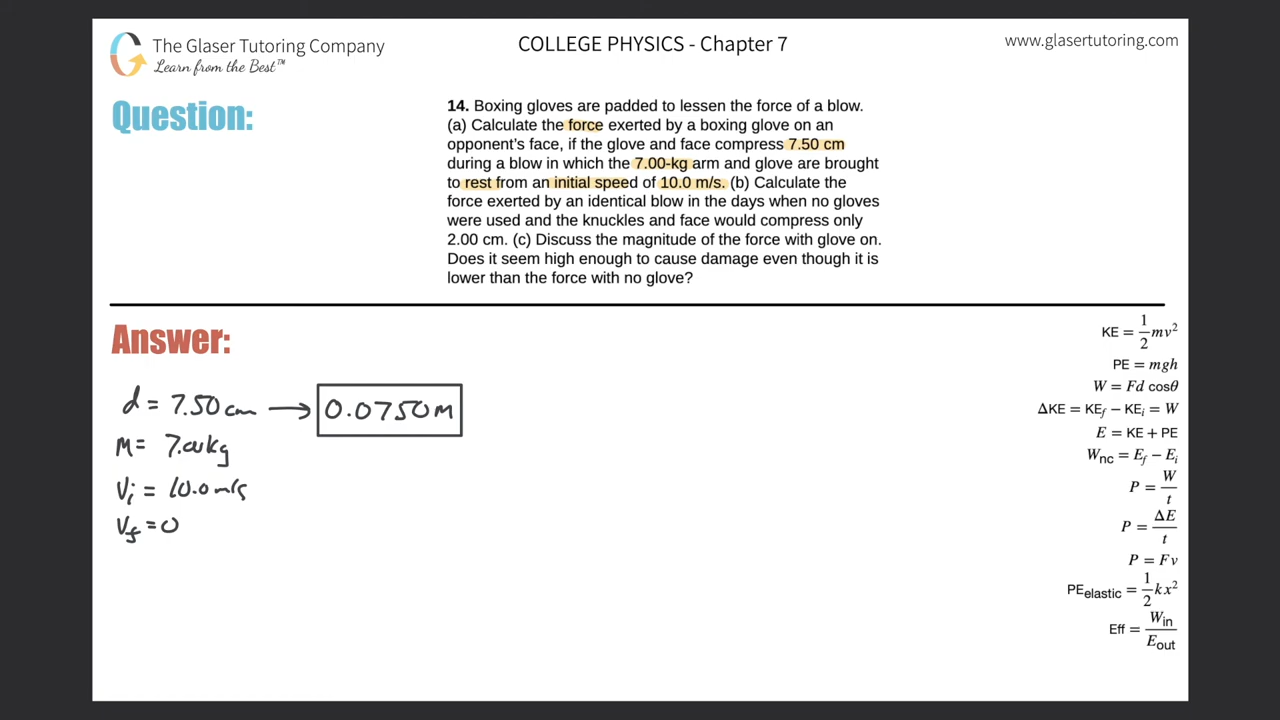 The Glaser Tutoring Company
Learn from the Best™
COLLEGE PHYSICS - Chapter 7
www.glasertutoring.com
Question:
14. Boxing gloves are padded to lessen the force of a blow.
(a) Calculate the force exerted by a boxing glove on an
opponent's face, if the glove and face compress 7.50 cm
during a blow in which the 7.00-kg arm and glove are brought
to rest from an initial speed of 10.0 m/s. (b) Calculate the
force exerted by an identical blow in the days when no gloves
were used and the knuckles and face would compress only
2.00 cm. (c) Discuss the magnitude of the force with glove on.
Does it seem high enough to cause damage even though it is
lower than the force with no glove?
Answer:
d = 7.50 cm → 0.0750 m
m = 7.00 kg
Vi = 10.0 m/s
Vf = 0
KE = 1/2 mv²
PE = mgh
W = Fd cosθ
ΔKE = KEf − KEi = W
E = KE + PE
Wnc = Ef − Ei
P = W/t
P = ΔE/t
P = Fv
PEelastic = 1/2 kx²
Eff = Win/Eout